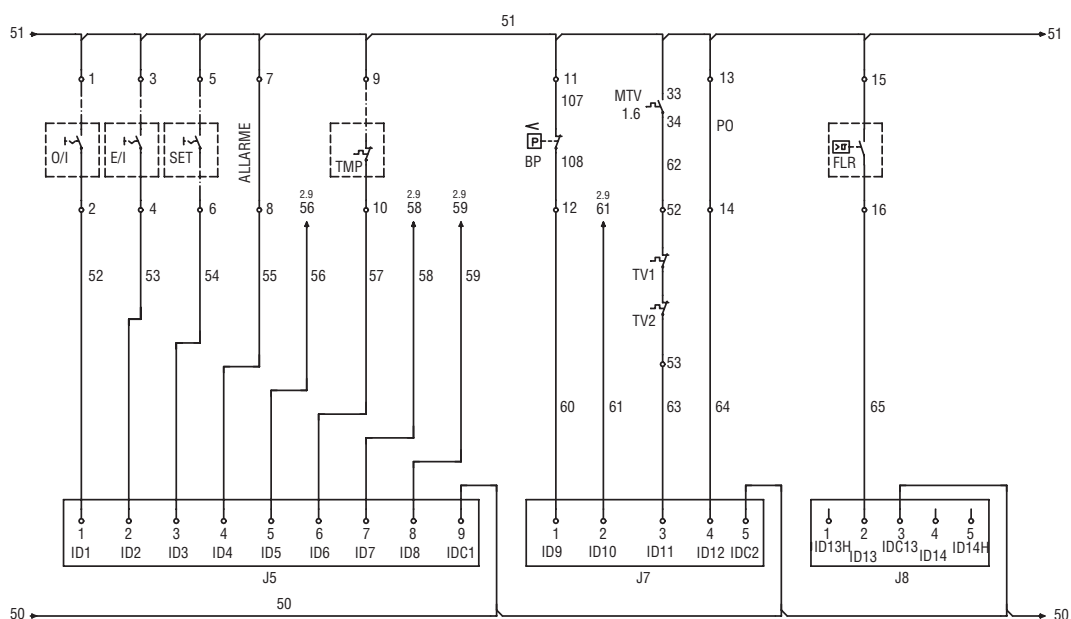 51
51 51
1 3 5 7 9 11 13 15
107 MTV 33
1.6 34 PO
O/I E/I SET ALLARME TMP P BP 108 62 FLR
2.9 2.9 2.9 2.9
2 4 6 8 56 10 58 59 12 61 52 14 16
52 53 54 55 56 57 58 59 TV1
TV2
53
60 61 63 64 65
1 2 3 4 5 6 7 8 9 1 2 3 4 5 1 2 3 4 5
ID1 ID2 ID3 ID4 ID5 ID6 ID7 ID8 IDC1 ID9 ID10 ID11 ID12 IDC2 ID13H ID13 IDC13 ID14 ID14H
J5 J7 J8
50
50 50